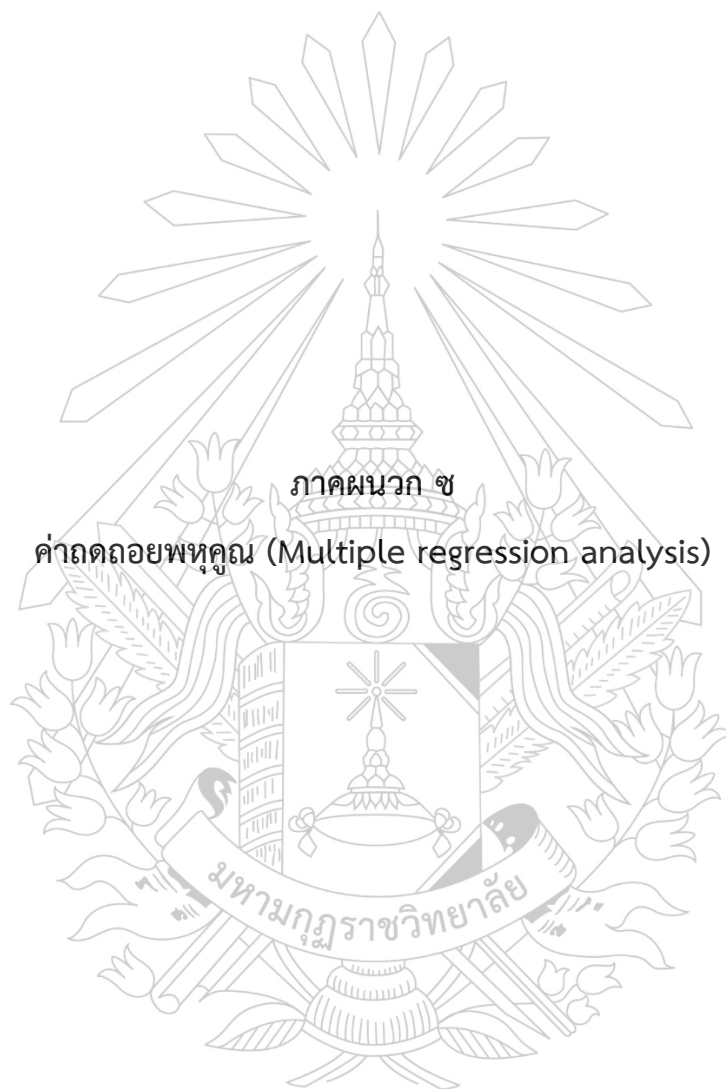 ภาคผนวก ซ
ค่าถดถอยพหุคูณ (Multiple regression analysis)
มหามกุฏราชวิทยาลัย